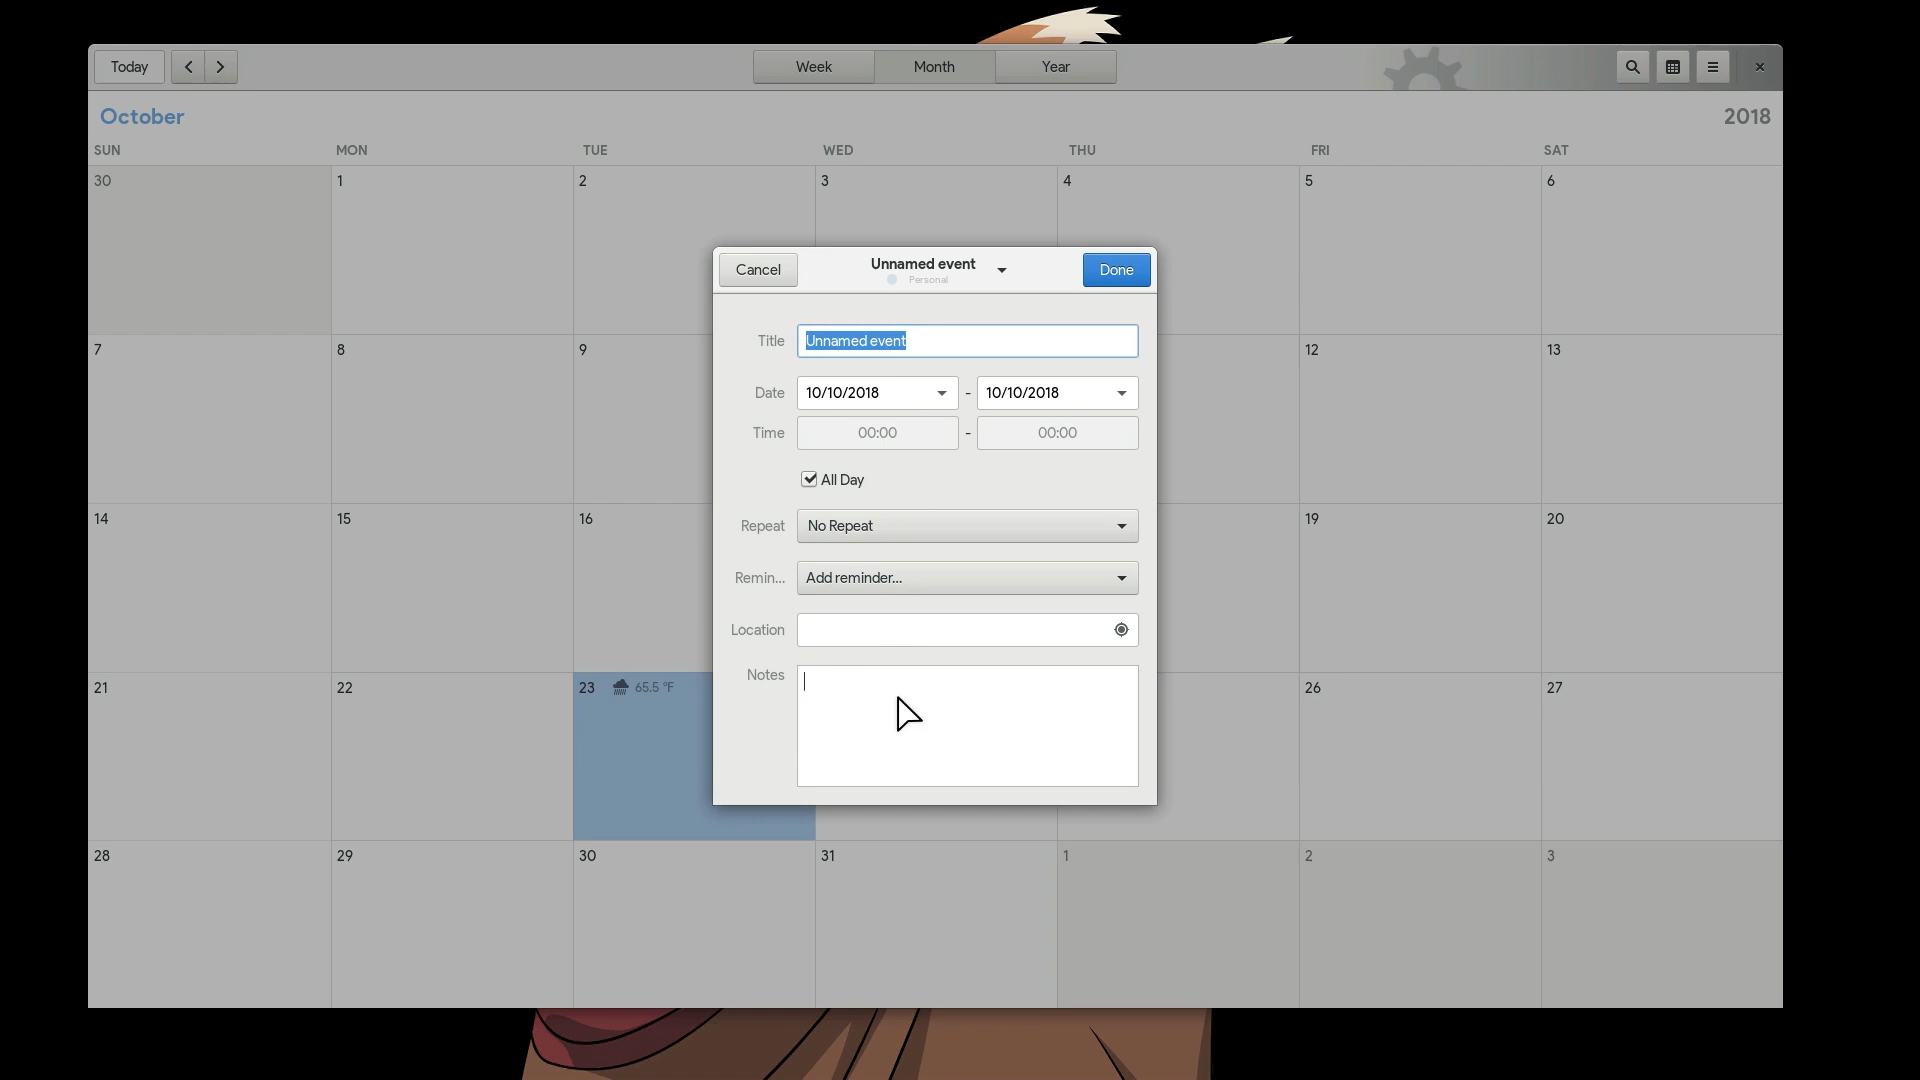 Today Week Month Year
October 2018
SUN MON TUE WED THU FRI SAT
30 1 2 3 4 5 6
Cancel Unnamed event Done
Personal
Title Unnamed event
7 8 9 12 13
Date 10/10/2018 - 10/10/2018
Time 00:00 - 00:00
All Day
14 15 16 19 20
Repeat No Repeat
Remin... Add reminder...
Location
Notes
21 22 23 65.5 °F 26 27
28 29 30 31 1 2 3